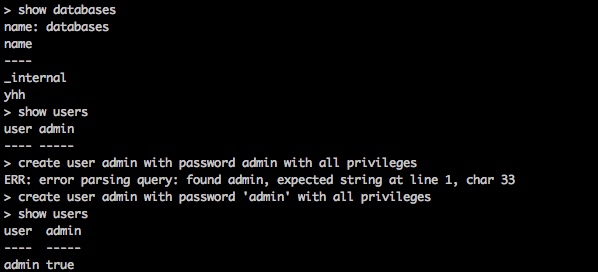 > show databases
name: databases
name
----
_internal
yhh
> show users
user admin
---- -----
> create user admin with password admin with all privileges
ERR: error parsing query: found admin, expected string at line 1, char 33
> create user admin with password 'admin' with all privileges
> show users
user  admin
----  -----
admin true